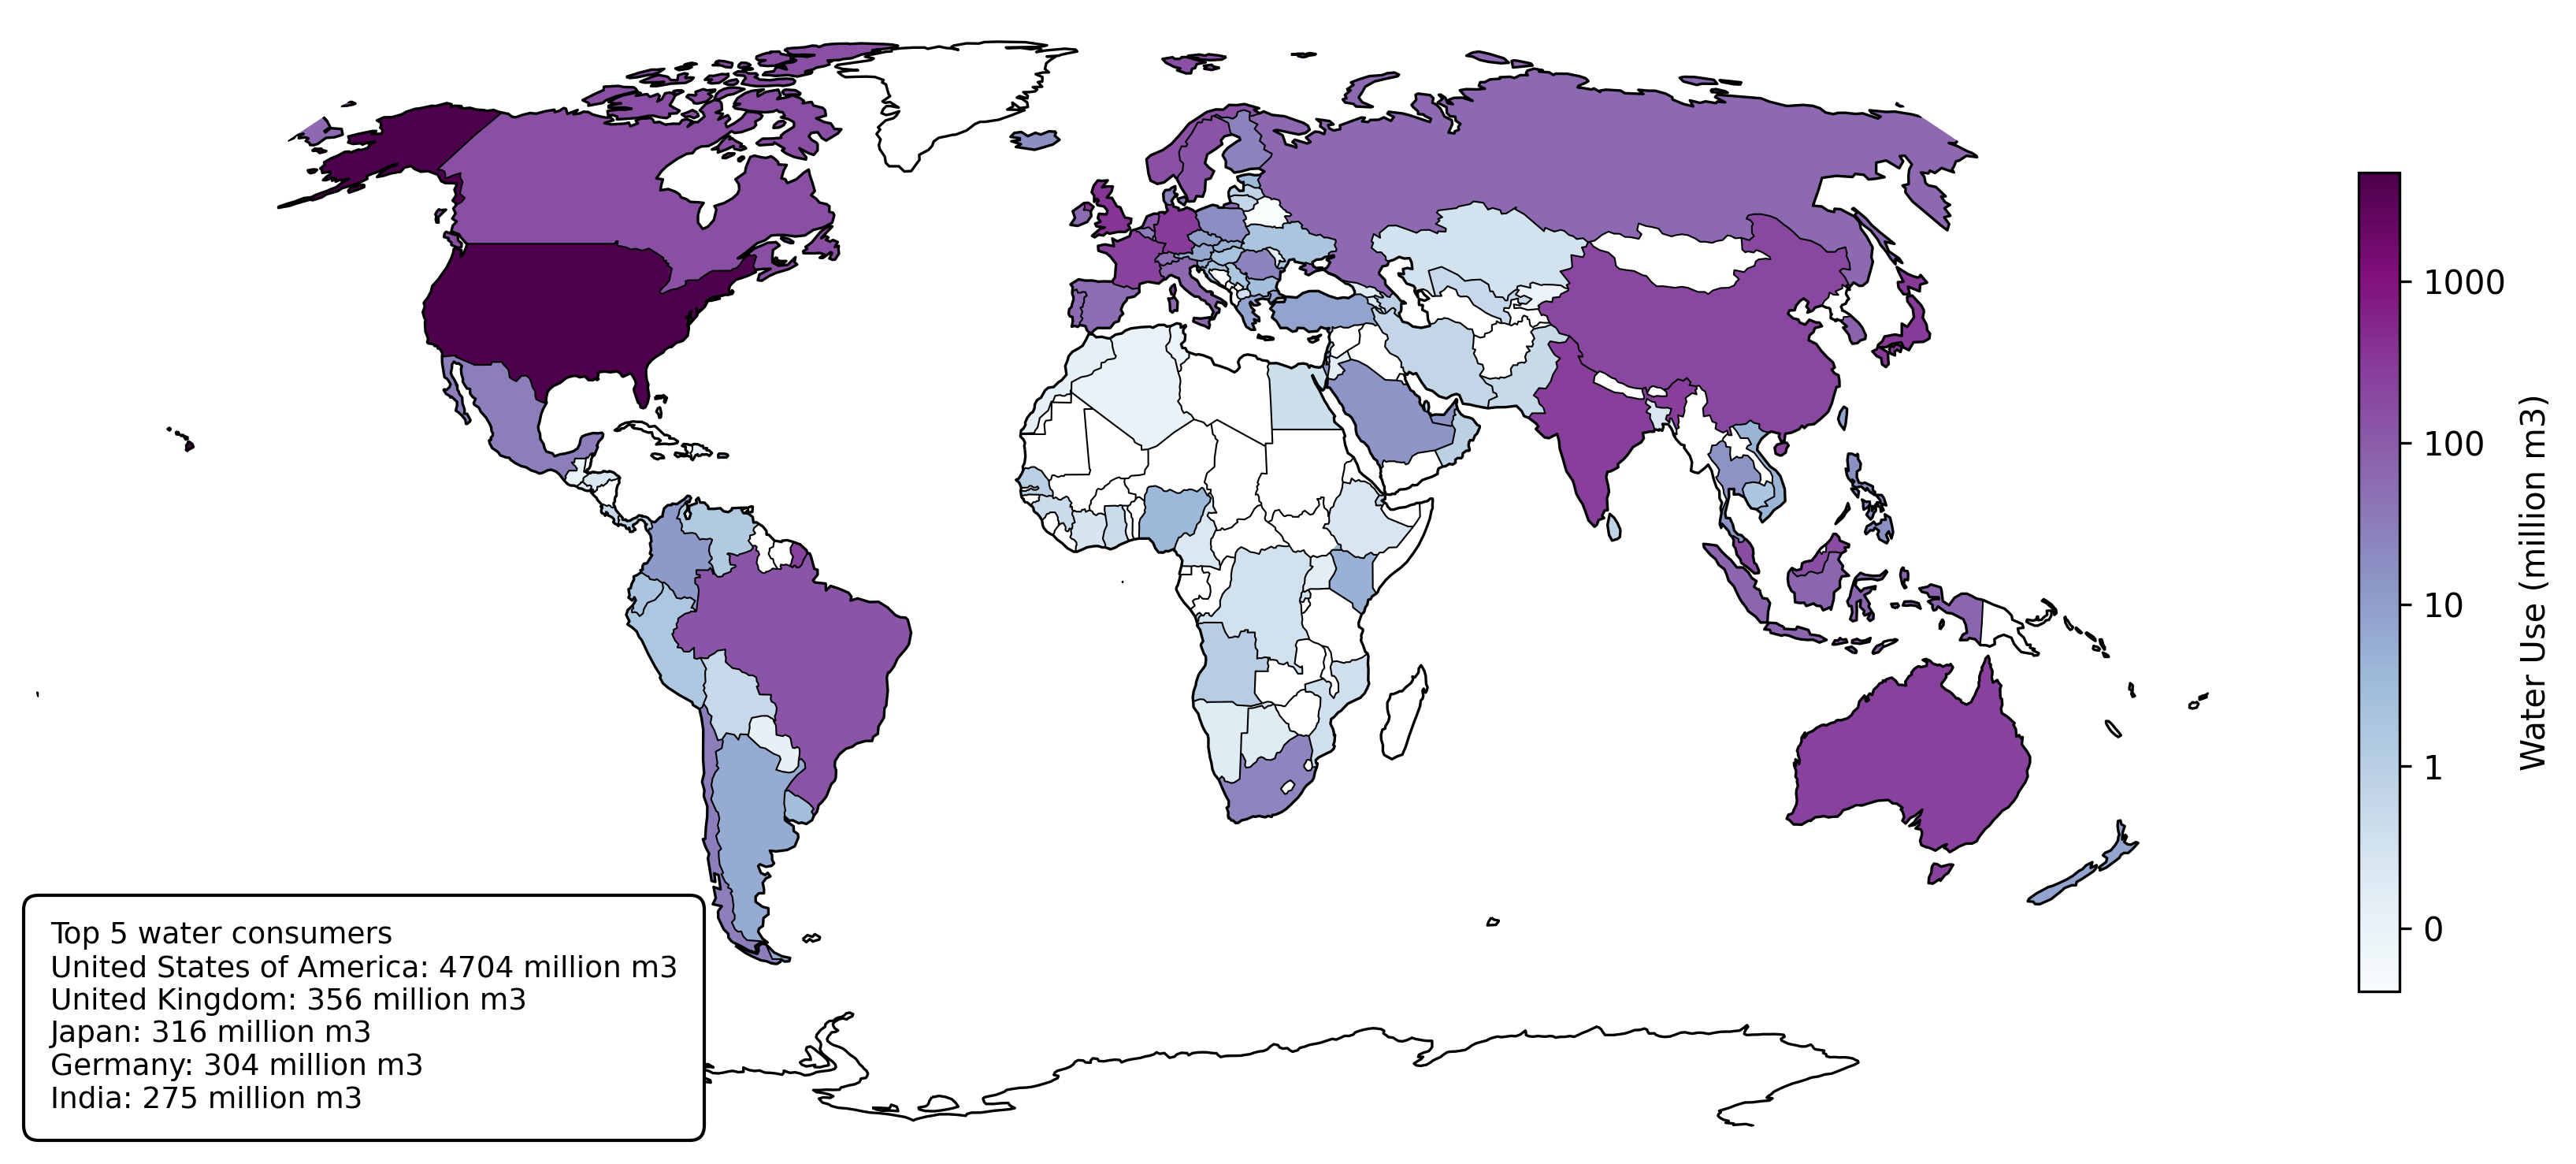 1000
100
10
1
0
Water Use (million m3)
Top 5 water consumers
United States of America: 4704 million m3
United Kingdom: 356 million m3
Japan: 316 million m3
Germany: 304 million m3
India: 275 million m3